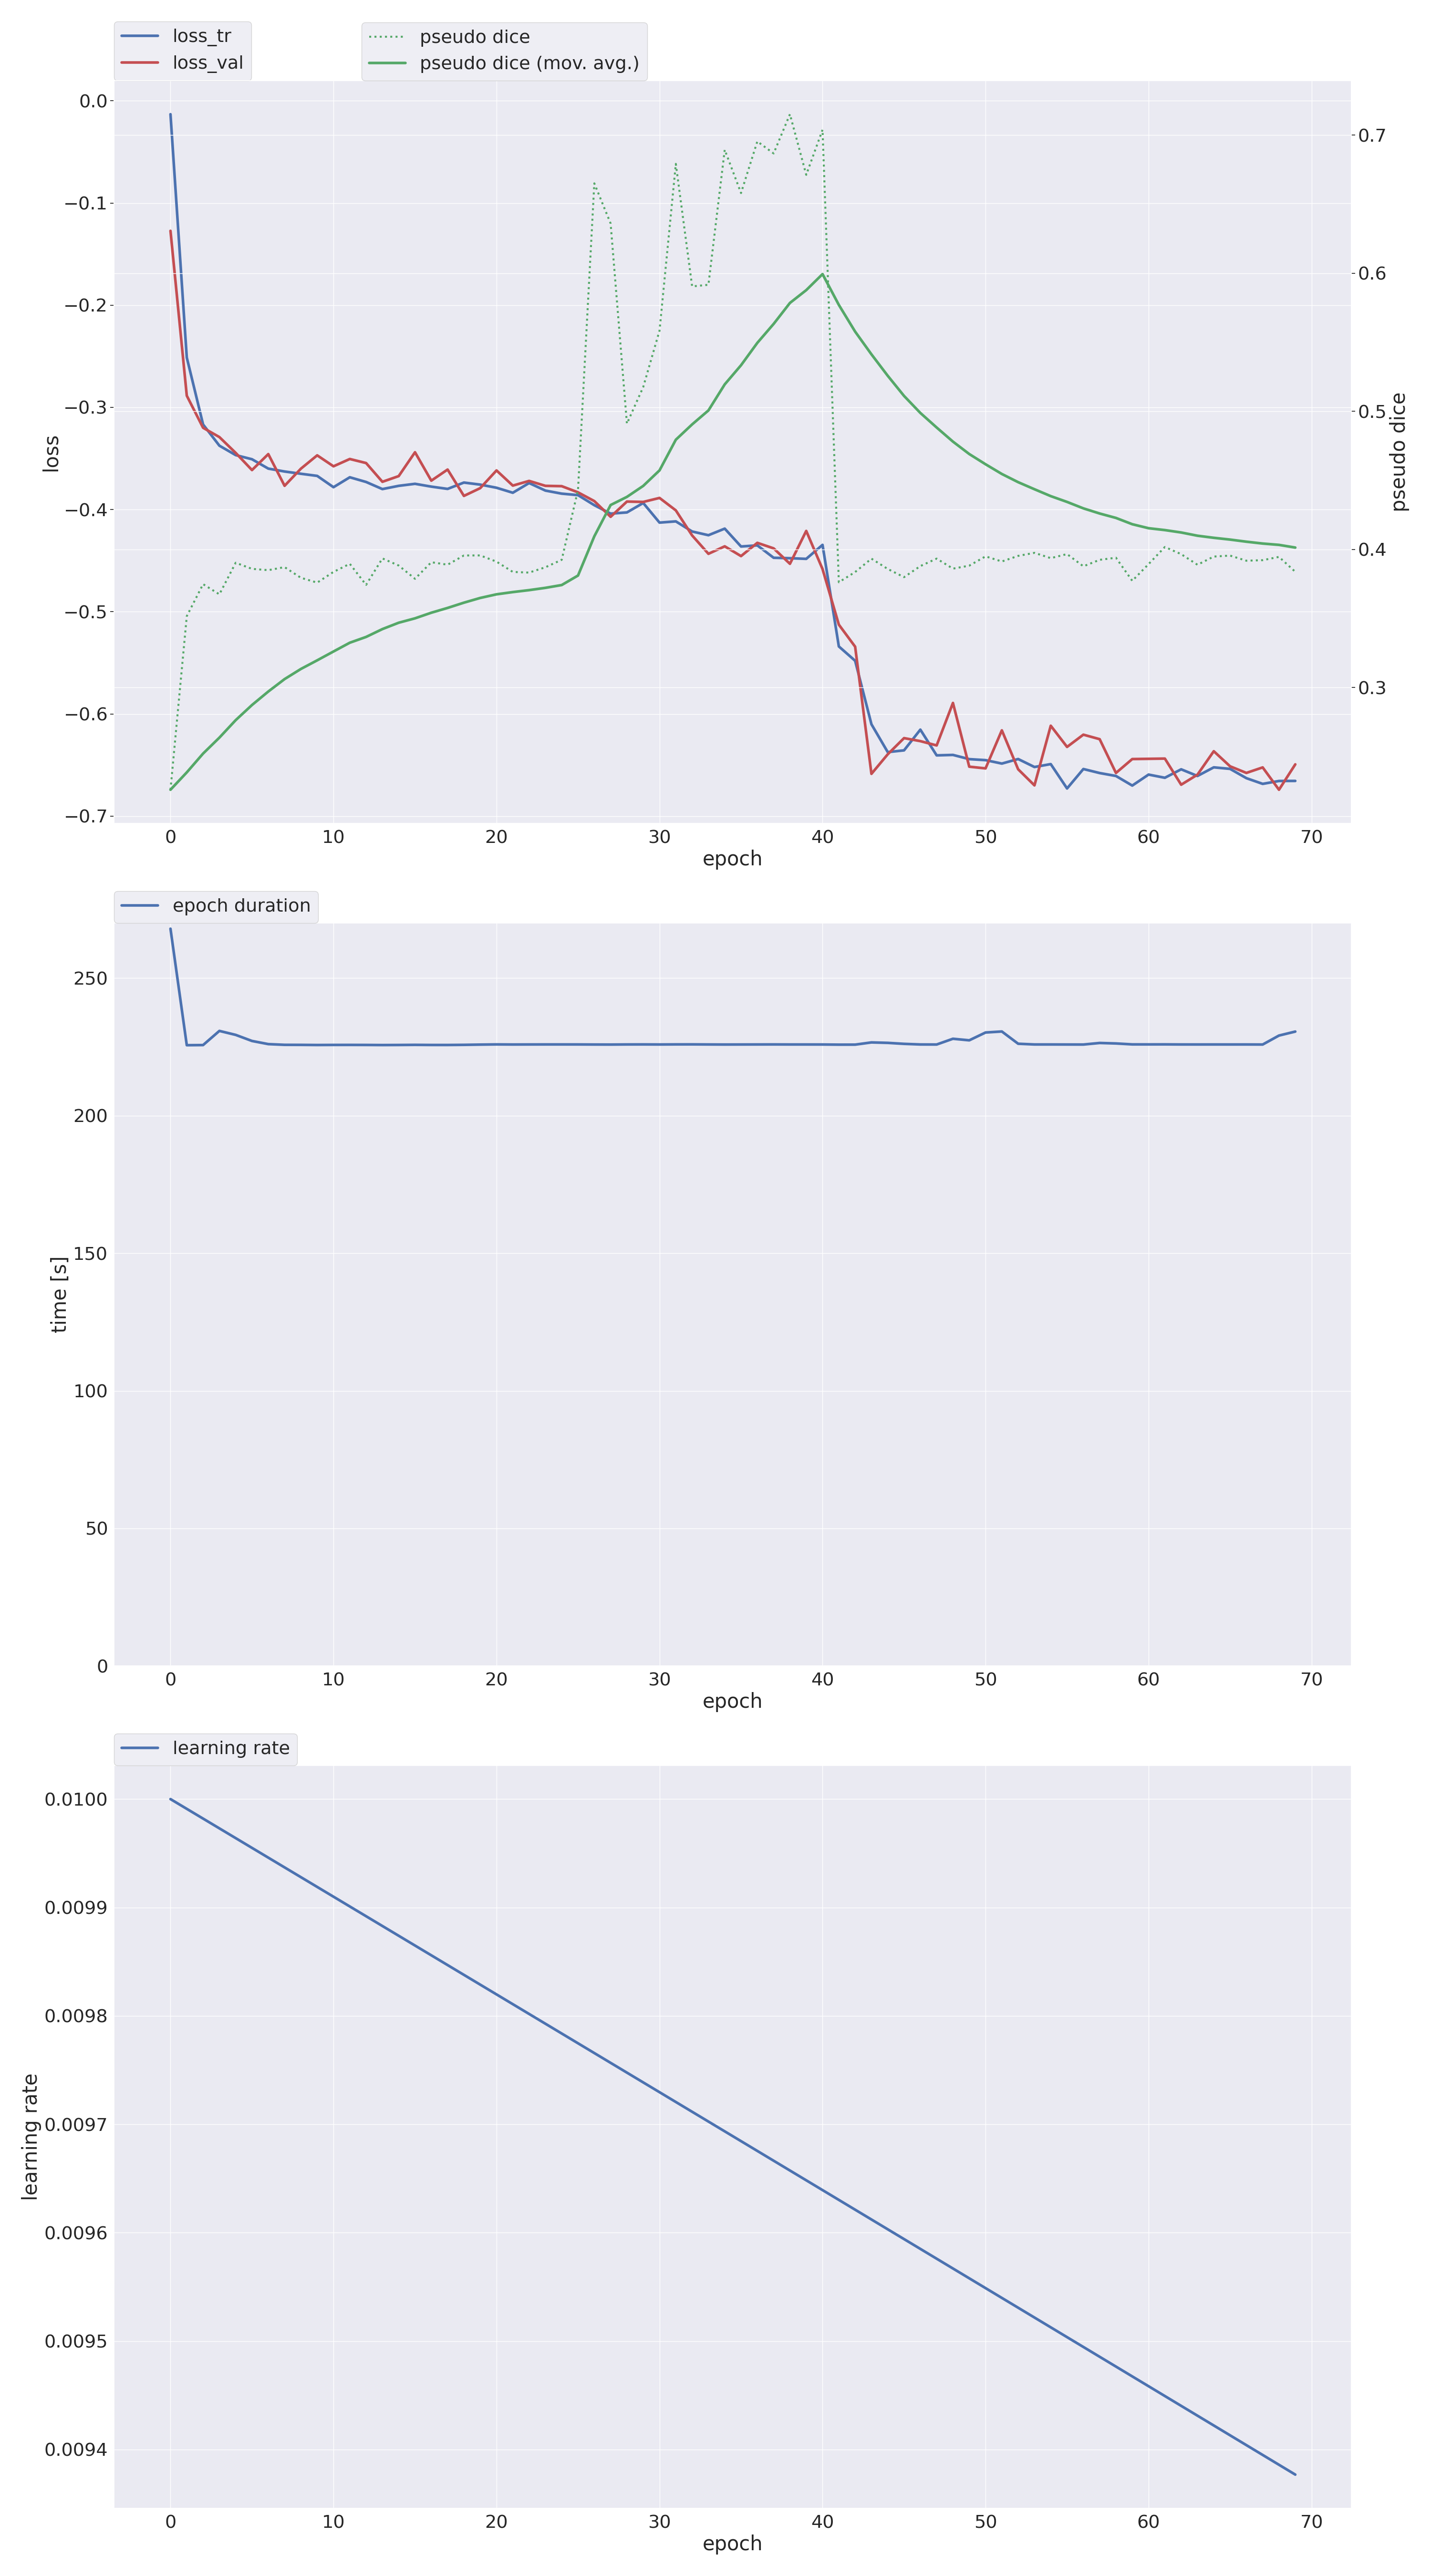 loss_tr
loss_val
pseudo dice
pseudo dice (mov. avg.)
0.0
−0.1
−0.2
−0.3
−0.4
−0.5
−0.6
−0.7
loss
0.7
0.6
0.5
0.4
0.3
pseudo dice
0 10 20 30 40 50 60 70
epoch
epoch duration
250
200
150
100
50
0
time [s]
0 10 20 30 40 50 60 70
epoch
learning rate
0.0100
0.0099
0.0098
0.0097
0.0096
0.0095
0.0094
learning rate
0 10 20 30 40 50 60 70
epoch